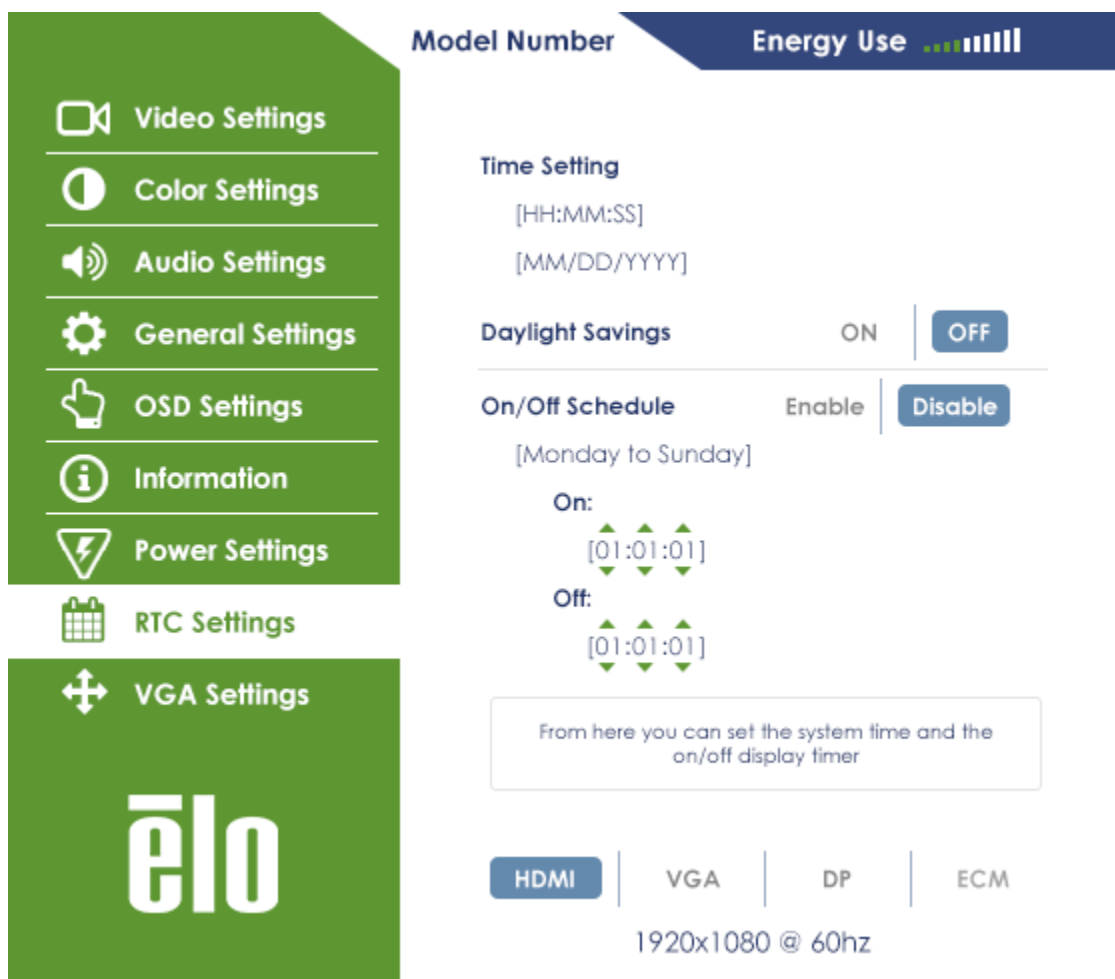 Model Number
Energy Use
Video Settings
Color Settings
Audio Settings
General Settings
OSD Settings
Information
Power Settings
RTC Settings
VGA Settings
ēlo
Time Setting
[HH:MM:SS]
[MM/DD/YYYY]
Daylight Savings ON OFF
On/Off Schedule Enable Disable
[Monday to Sunday]
On:
[01:01:01]
Off:
[01:01:01]
From here you can set the system time and the
on/off display timer
HDMI VGA DP ECM
1920x1080 @ 60hz